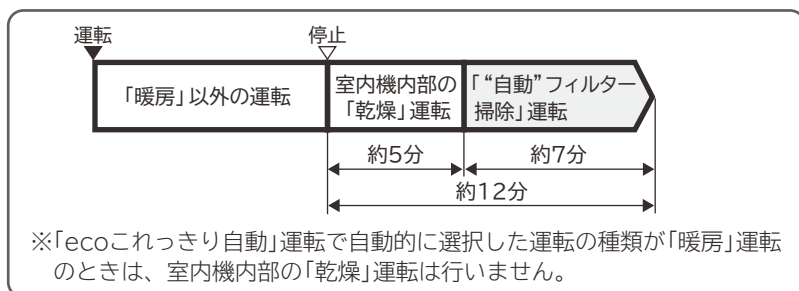 運転
停止
「暖房」以外の運転
室内機内部の
「乾燥」運転
「“自動”フィルター
掃除」運転
約5分
約7分
約12分
※「ecoこれっきり自動」運転で自動的に選択した運転の種類が「暖房」運転
のときは、室内機内部の「乾燥」運転は行いません。